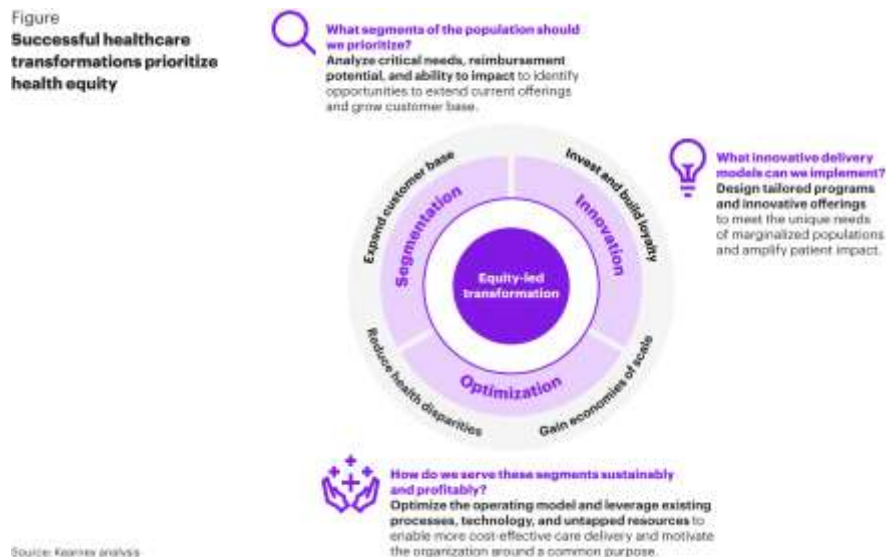 Figure
Successful healthcare
transformations prioritize
health equity
What segments of the population should
we prioritize?
Analyze critical needs, reimbursement
potential, and ability to impact to identify
opportunities to extend current offerings
and grow customer base.
What innovative delivery
models can we implement?
Design tailored programs
and innovative offerings
to meet the unique needs
of marginalized populations
and amplify patient impact.
Expand customer base
Invest and build loyalty
Segmentation
Innovation
Equity-led
transformation
Optimization
Reduce health disparities
Gain economies of scale
How do we serve these segments sustainably
and profitably?
Optimize the operating model and leverage existing
processes, technology, and untapped resources to
enable more cost-effective care delivery and motivate
the organization around a common purpose.
Source: Kearney analysis